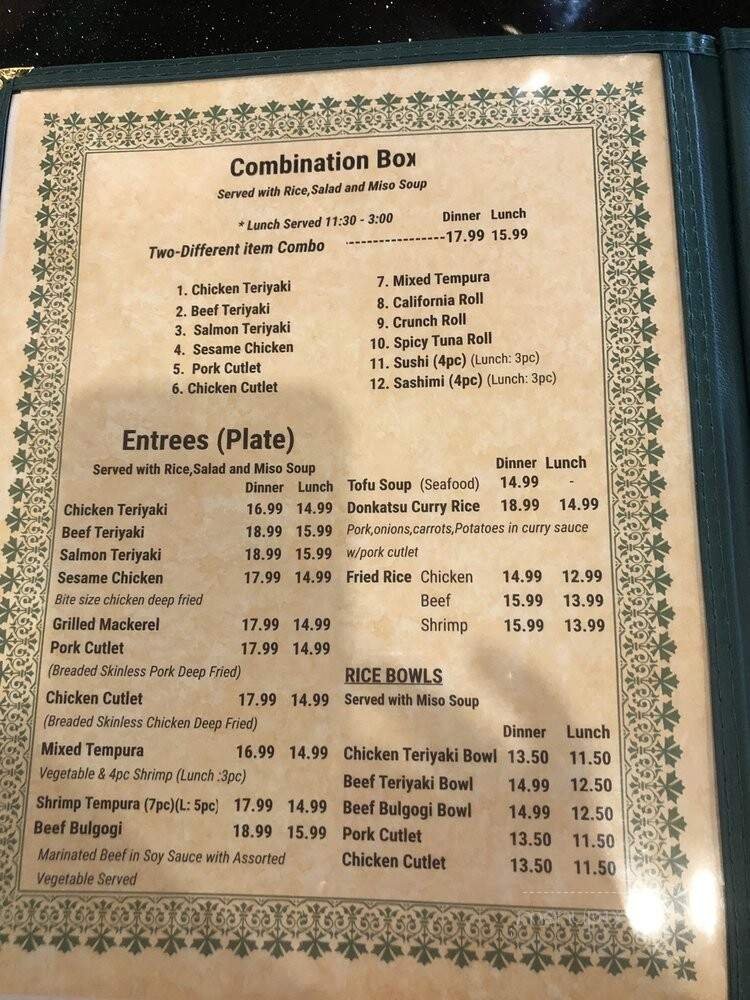 Combination Box
Served with Rice,Salad and Miso Soup
* Lunch Served 11:30 - 3:00 Dinner Lunch
Two-Different item Combo -----------------17.99 15.99
1. Chicken Teriyaki
2. Beef Teriyaki
3. Salmon Teriyaki
4. Sesame Chicken
5. Pork Cutlet
6. Chicken Cutlet
7. Mixed Tempura
8. California Roll
9. Crunch Roll
10. Spicy Tuna Roll
11. Sushi (4pc) (Lunch: 3pc)
12. Sashimi (4pc) (Lunch: 3pc)
Entrees (Plate)
Served with Rice,Salad and Miso Soup
Dinner Lunch
Chicken Teriyaki 16.99 14.99
Beef Teriyaki 18.99 15.99
Salmon Teriyaki 18.99 15.99
Sesame Chicken 17.99 14.99
Bite size chicken deep fried
Grilled Mackerel 17.99 14.99
Pork Cutlet 17.99 14.99
(Breaded Skinless Pork Deep Fried)
Chicken Cutlet 17.99 14.99
(Breaded Skinless Chicken Deep Fried)
Mixed Tempura 16.99 14.99
Vegetable & 4pc Shrimp (Lunch :3pc)
Shrimp Tempura (7pc)(L: 5pc) 17.99 14.99
Beef Bulgogi 18.99 15.99
Marinated Beef in Soy Sauce with Assorted
Vegetable Served
Dinner Lunch
Tofu Soup (Seafood) 14.99 -
Donkatsu Curry Rice 18.99 14.99
Pork,onions,carrots,Potatoes in curry sauce
w/pork cutlet
Fried Rice Chicken 14.99 12.99
Beef 15.99 13.99
Shrimp 15.99 13.99
RICE BOWLS
Served with Miso Soup
Dinner Lunch
Chicken Teriyaki Bowl 13.50 11.50
Beef Teriyaki Bowl 14.99 12.50
Beef Bulgogi Bowl 14.99 12.50
Pork Cutlet 13.50 11.50
Chicken Cutlet 13.50 11.50